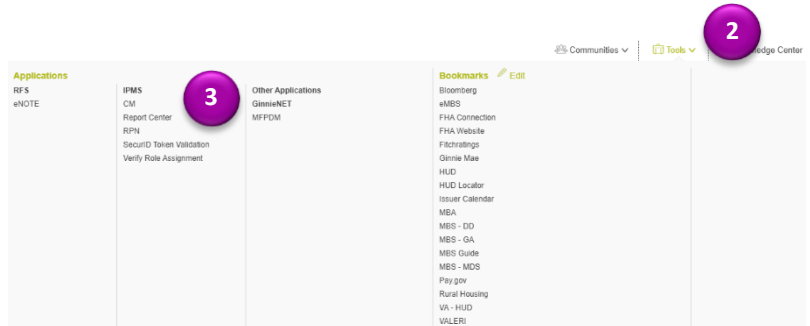 2
Communities
Tools
edge Center
Applications
RFS
eNOTE
IPMS
3
CM
Report Center
RPN
SecurID Token Validation
Verify Role Assignment
Other Applications
GinnieNET
MFPDM
Bookmarks Edit
Bloomberg
eMBS
FHA Connection
FHA Website
Fitchratings
Ginnie Mae
HUD
HUD Locator
Issuer Calendar
MBA
MBS - DD
MBS - GA
MBS Guide
MBS - MDS
Pay.gov
Rural Housing
VA - HUD
VALERI